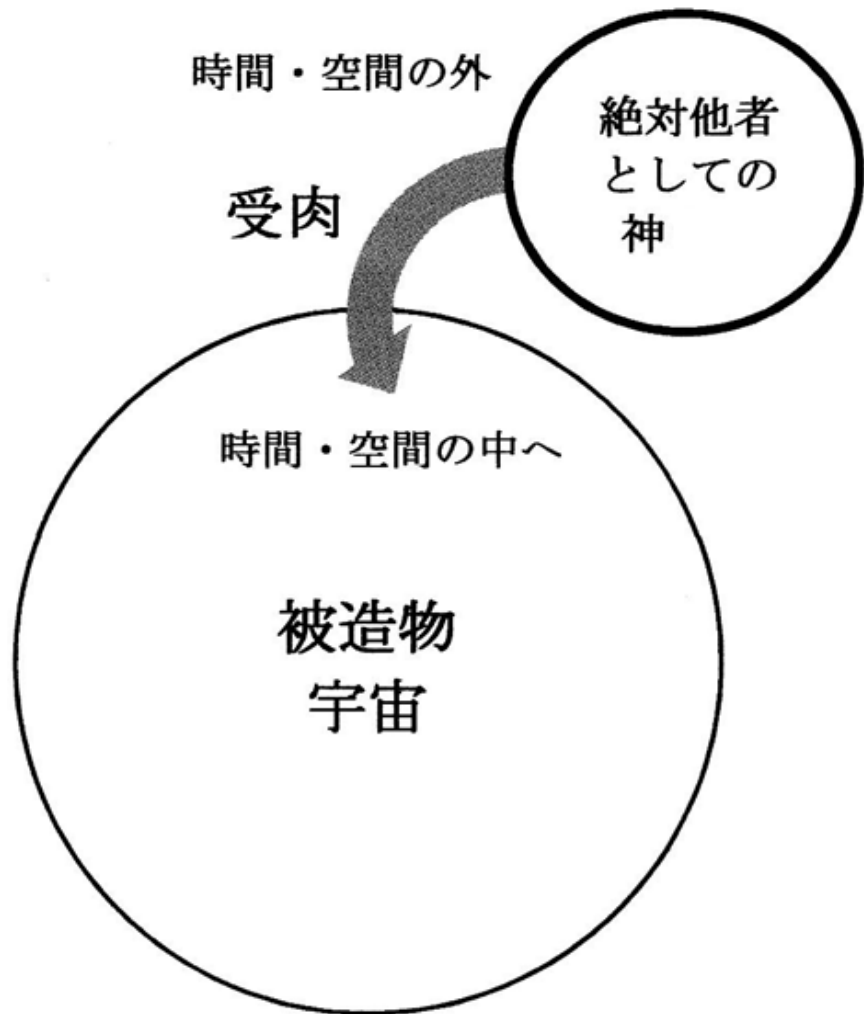 時間・空間の外
絶対他者
としての
神
受肉
時間・空間の中へ
被造物
宇宙